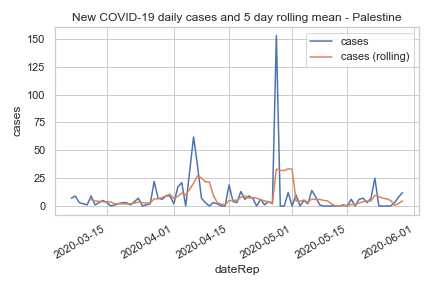 New COVID-19 daily cases and 5 day rolling mean - Palestine
cases
cases (rolling)
cases
150
125
100
75
50
25
0
2020-03-15
2020-04-01
2020-04-15
2020-05-01
2020-05-15
2020-06-01
dateRep